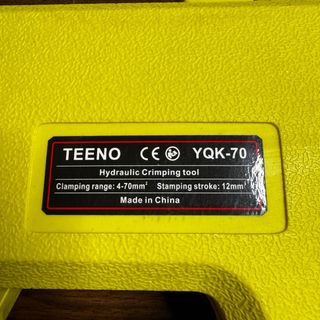 TEENO CE YQK-70
Hydraulic Crimping tool
Clamping range: 4-70mm² Stamping stroke: 12mm²
Made in China